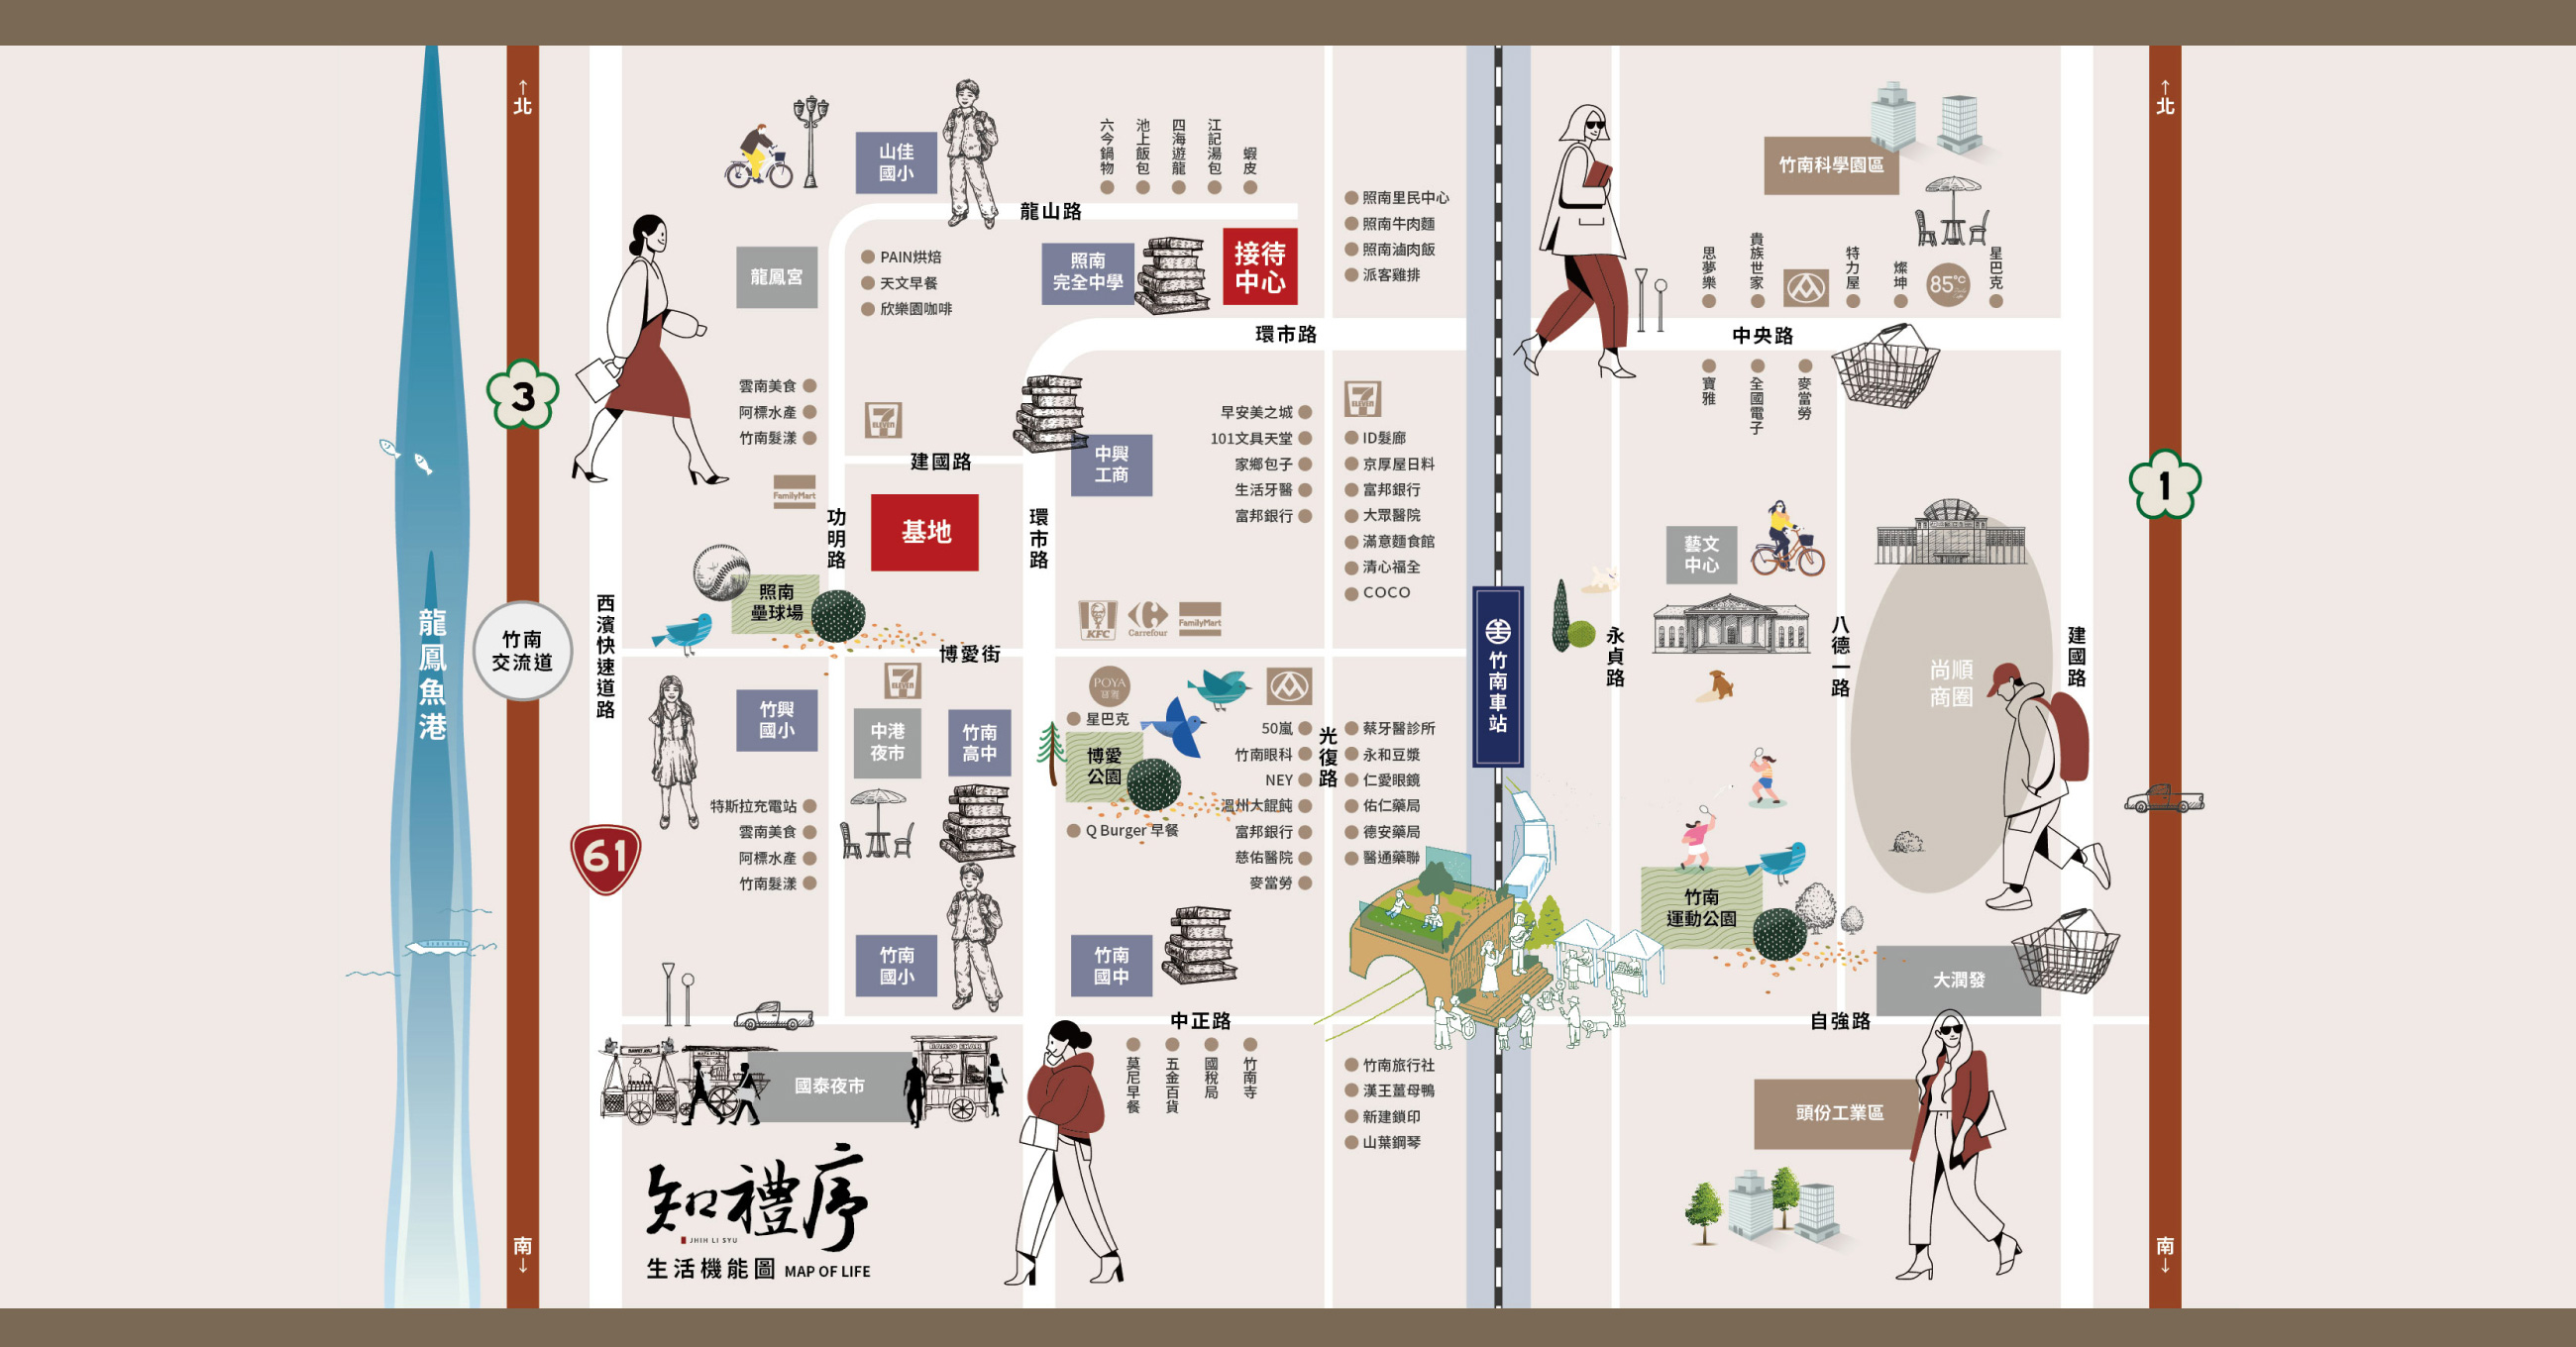 ↑北
3
竹南
交流道
南↓
龍鳳魚港
西濱快速道路
61
山佳
國小
六今鍋物
池上飯包
四海遊龍
江記湯包
蝦皮
龍山路
龍鳳宮
PAIN烘焙
天文早餐
欣樂園咖啡
照南
完全中學
接待
中心
照南里民中心
照南牛肉麵
照南滷肉飯
派客雞排
環市路
雲南美食
阿標水產
竹南髮漾
7
ELEVEN
FamilyMart
建國路
基地
功明路
環市路
中興
工商
早安美之城
101文具天堂
家鄉包子
生活牙醫
富邦銀行
7
ELEVEN
ID髮廊
京厚屋日料
富邦銀行
大眾醫院
滿意麵食館
清心福全
COCO
照南
壘球場
KFC
Carrefour
FamilyMart
博愛街
竹興
國小
7
ELEVEN
中港
夜市
竹南
高中
POYA
寶雅
星巴克
博愛
公園
Q Burger 早餐
50嵐
竹南眼科
NEY
溫州大餛飩
富邦銀行
慈佑醫院
麥當勞
光復路
蔡牙醫診所
永和豆漿
仁愛眼鏡
佑仁藥局
德安藥局
醫通藥聯
特斯拉充電站
雲南美食
阿標水產
竹南髮漾
竹南
國小
竹南
國中
中正路
國泰夜市
莫尼早餐
五金百貨
國稅局
竹南寺
竹南旅行社
漢王薑母鴨
新建鎖印
山葉鋼琴
竹南車站
竹南科學園區
思夢樂
貴族世家
特力屋
燦坤
85°C
星巴克
中央路
寶雅
全國電子
麥當勞
藝文
中心
永貞路
八德一路
尚順
商圈
建國路
竹南
運動公園
大潤發
自強路
頭份工業區
↑北
1
南↓
知禮序
JHIH LI SYU
生活機能圖 MAP OF LIFE